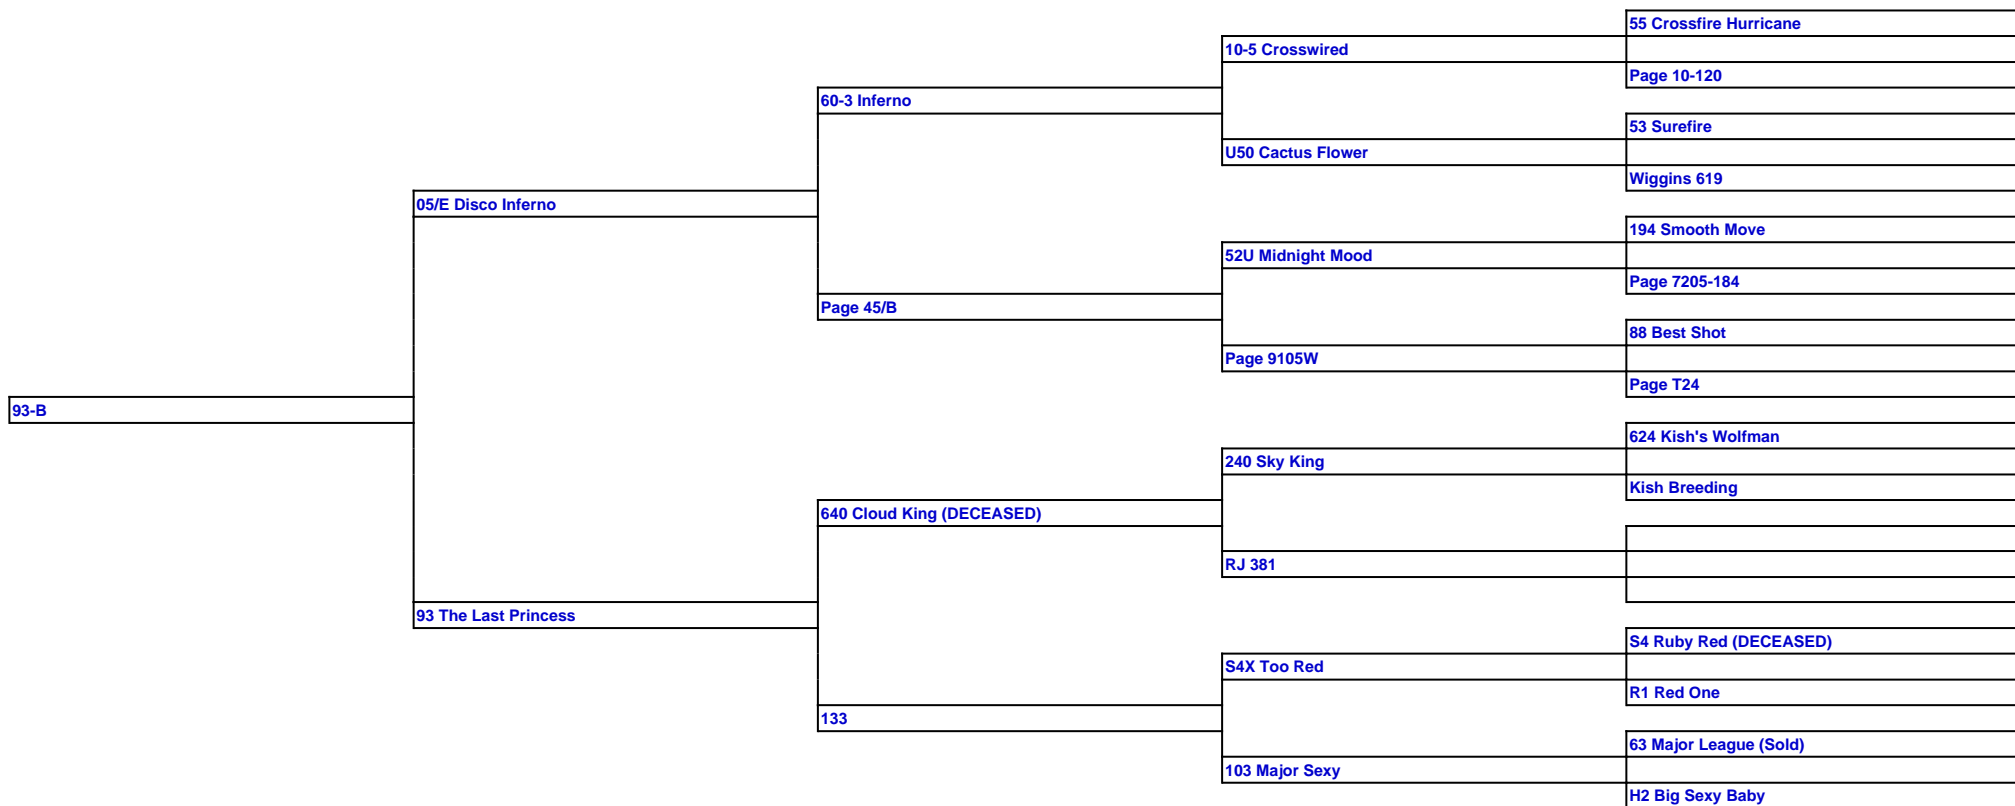 55 Crossfire Hurricane
10-5 Crosswired
Page 10-120
60-3 Inferno
53 Surefire
U50 Cactus Flower
Wiggins 619
05/E Disco Inferno
194 Smooth Move
52U Midnight Mood
Page 7205-184
Page 45/B
88 Best Shot
Page 9105W
Page T24
93-B
624 Kish's Wolfman
240 Sky King
Kish Breeding
640 Cloud King (DECEASED)
RJ 381
93 The Last Princess
S4 Ruby Red (DECEASED)
S4X Too Red
R1 Red One
133
63 Major League (Sold)
103 Major Sexy
H2 Big Sexy Baby